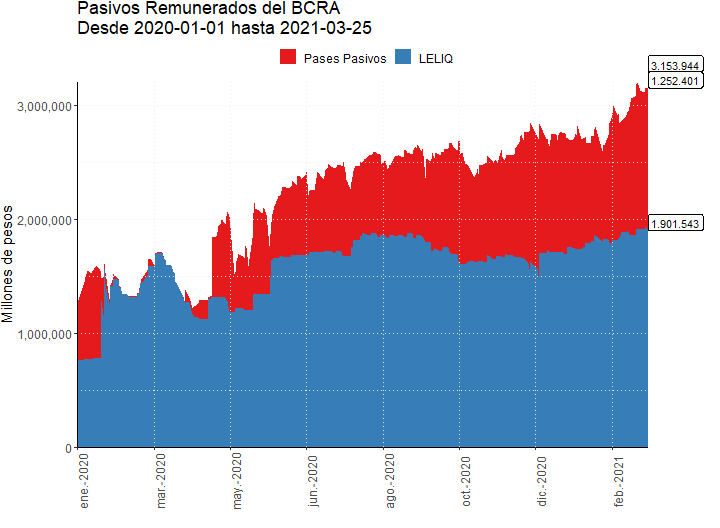 Pasivos Remunerados del BCRA
Desde 2020-01-01 hasta 2021-03-25
Pases Pasivos
LELIQ
3.153.944
1.252.401
1.901.543
Millones de pesos
3,000,000
2,000,000
1,000,000
0
ene.-2020
mar.-2020
may.-2020
jun.-2020
ago.-2020
oct.-2020
dic.-2020
feb.-2021